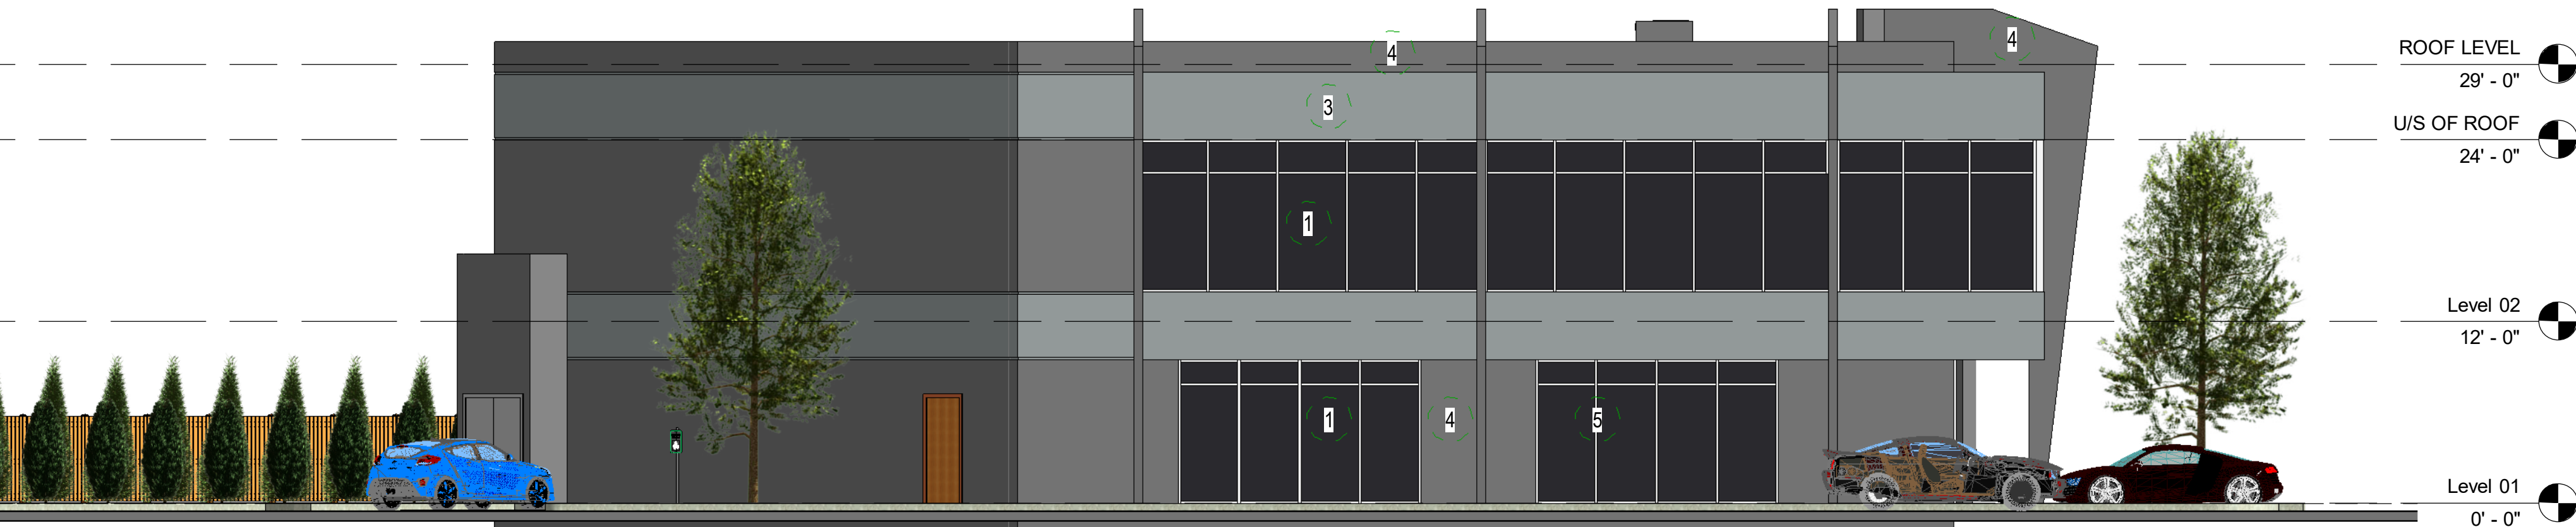 4
4
ROOF LEVEL
29' - 0"
3
U/S OF ROOF
24' - 0"
1
Level 02
12' - 0"
1
4
5
Level 01
0' - 0"